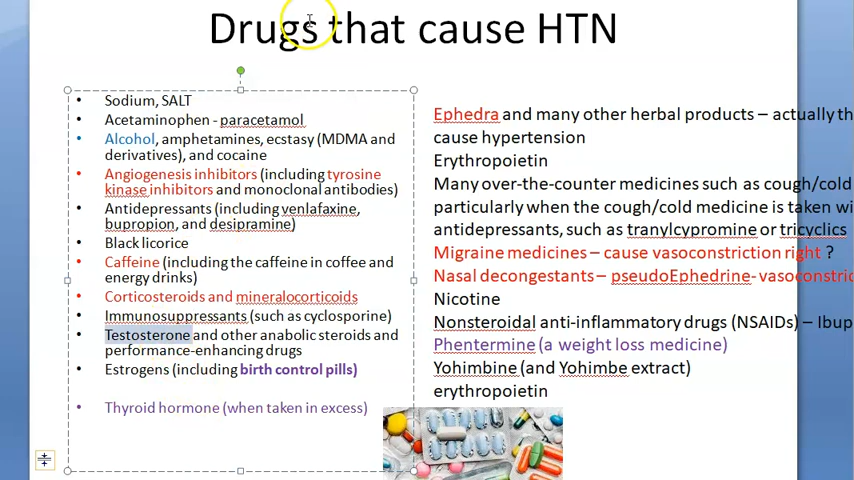 Drugs that cause HTN
• Sodium, SALT
• Acetaminophen - paracetamol
• Alcohol, amphetamines, ecstasy (MDMA and
derivatives), and cocaine
• Angiogenesis inhibitors (including tyrosine
kinase inhibitors and monoclonal antibodies)
• Antidepressants (including venlafaxine,
bupropion, and desipramine)
• Black licorice
• Caffeine (including the caffeine in coffee and
energy drinks)
• Corticosteroids and mineralocorticoids
• Immunosuppressants (such as cyclosporine)
• Testosterone and other anabolic steroids and
performance-enhancing drugs
• Estrogens (including birth control pills)
• Thyroid hormone (when taken in excess)
Ephedra and many other herbal products – actually th
cause hypertension
Erythropoietin
Many over-the-counter medicines such as cough/cold
particularly when the cough/cold medicine is taken wi
antidepressants, such as tranylcypromine or tricyclics
Migraine medicines – cause vasoconstriction right ?
Nasal decongestants – pseudoEphedrine- vasoconstric
Nicotine
Nonsteroidal anti-inflammatory drugs (NSAIDs) – Ibup
Phentermine (a weight loss medicine)
Yohimbine (and Yohimbe extract)
erythropoietin